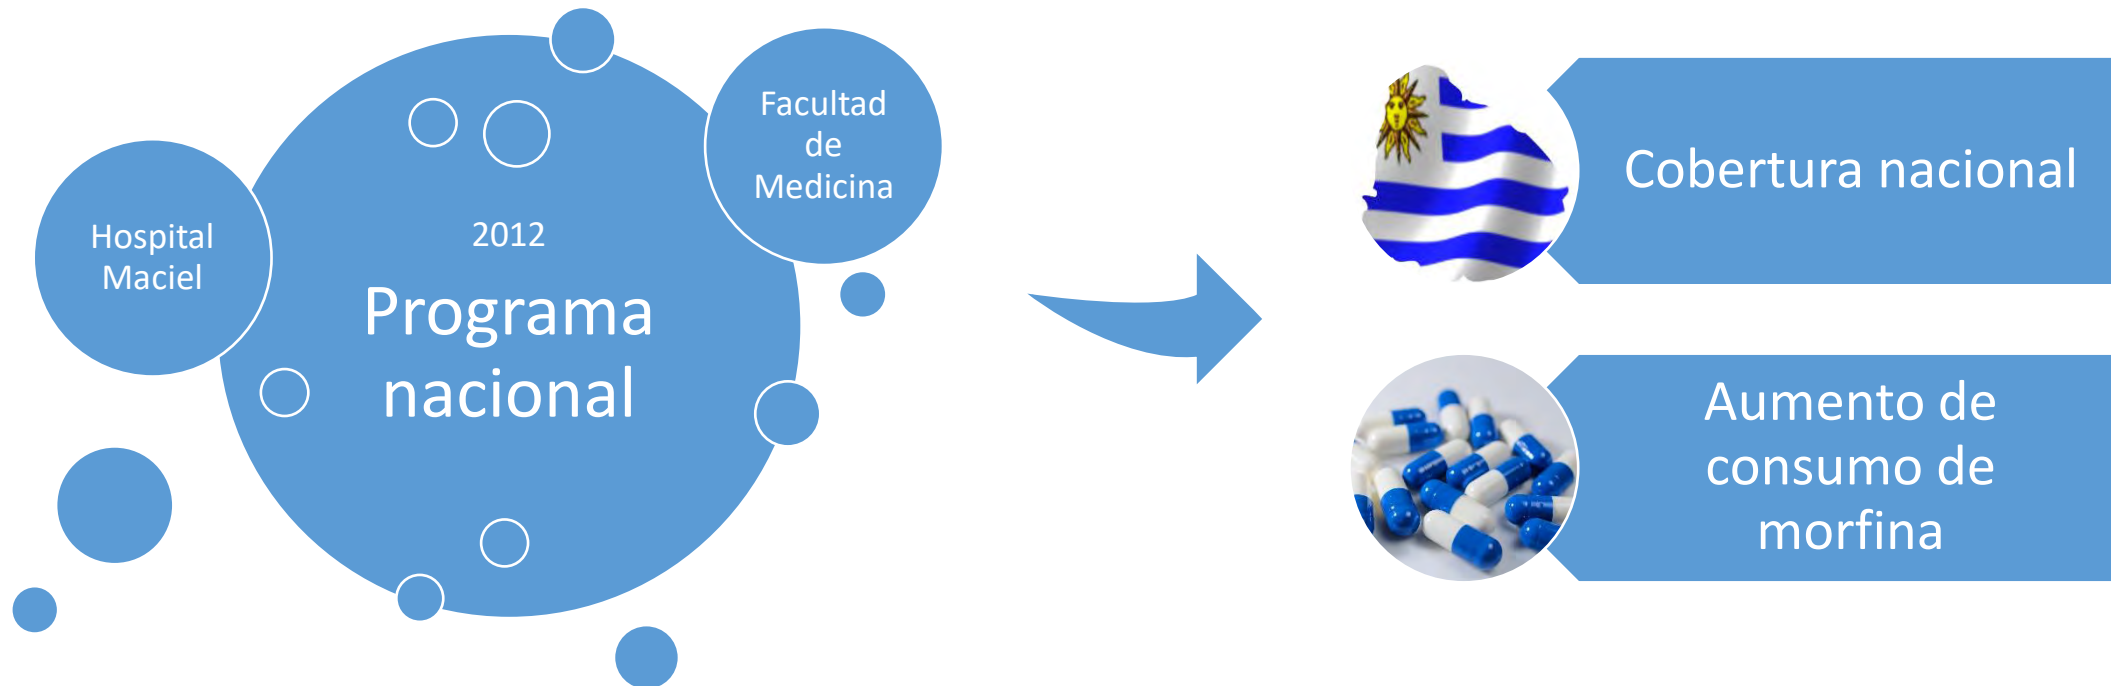 Hospital
Maciel
2012
Programa
nacional
Facultad
de
Medicina
Cobertura nacional
Aumento de
consumo de
morfina